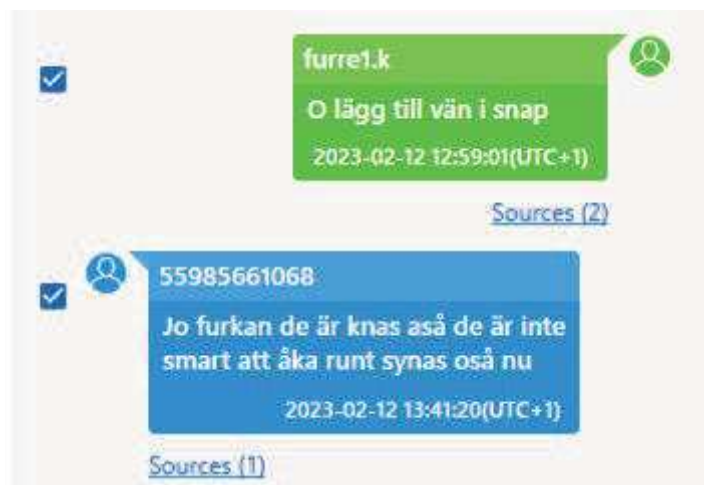 furre1.k
O lägg till vän i snap
2023-02-12 12:59:01(UTC+1)
Sources (2)
55985661068
Jo furkan de är knas aså de är inte
smart att åka runt synas oså nu
2023-02-12 13:41:20(UTC+1)
Sources (1)